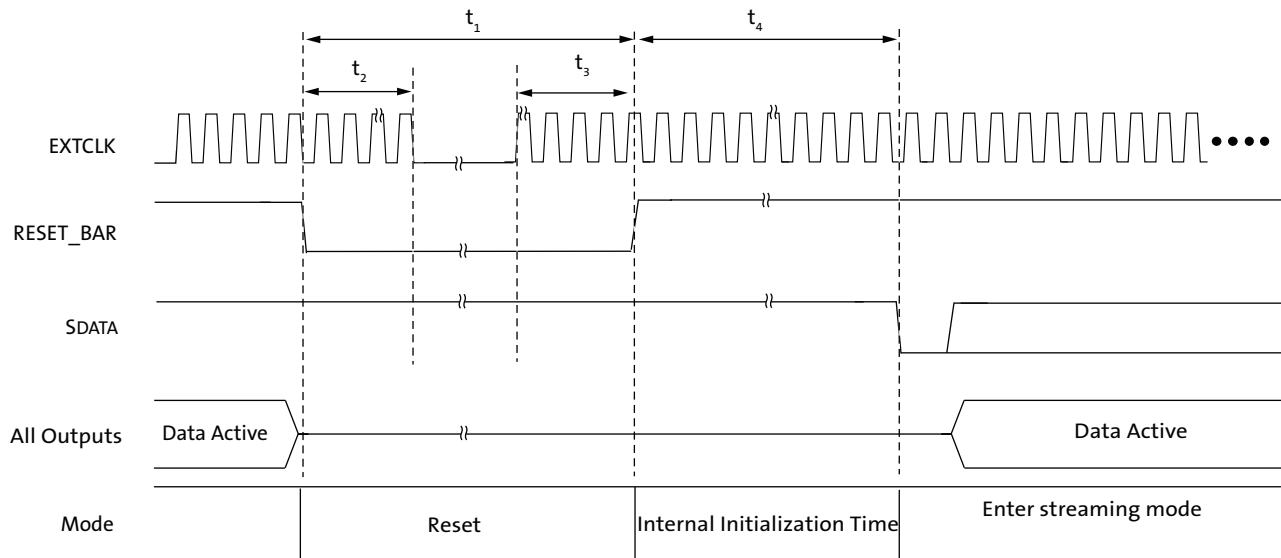 t1
t4
t2
t3
EXTCLK
RESET_BAR
SDATA
All Outputs
Data Active
Data Active
Mode
Reset
Internal Initialization Time
Enter streaming mode